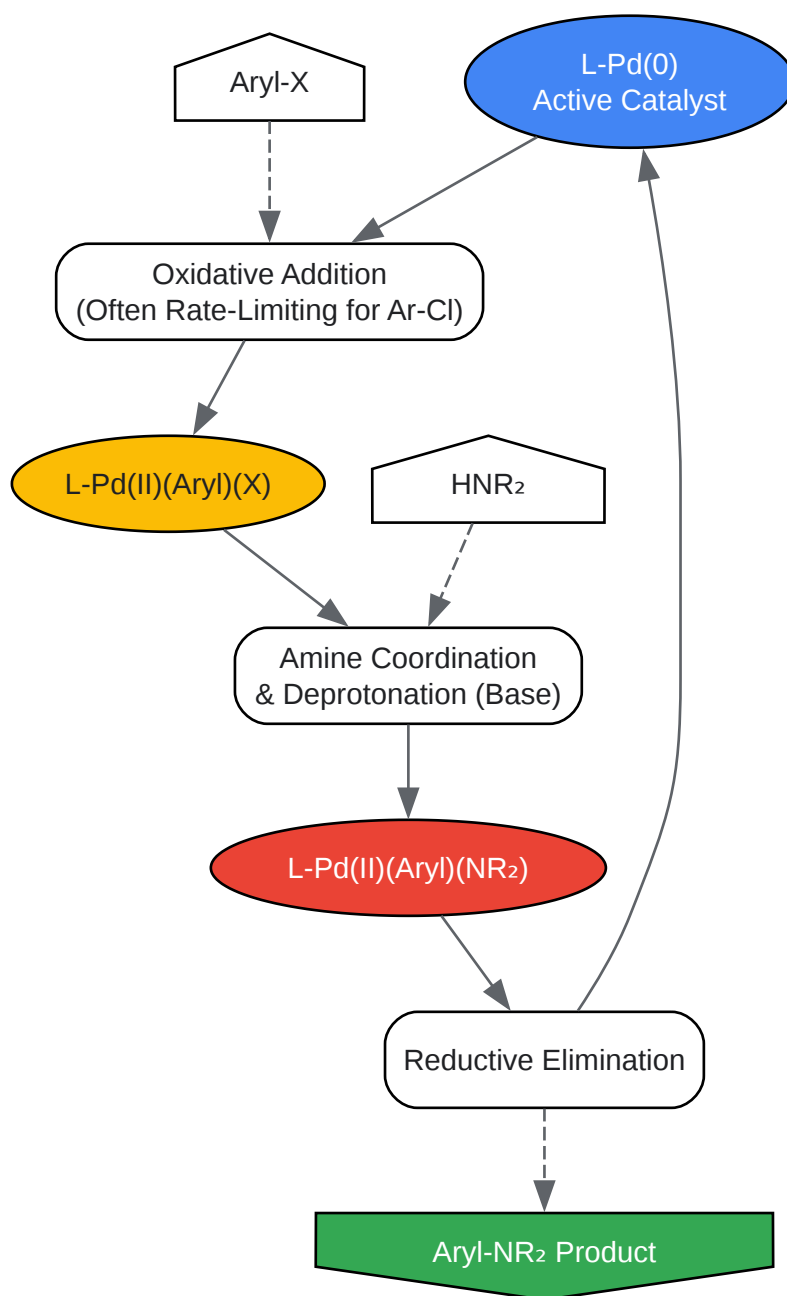 Aryl-X
L-Pd(0)
Active Catalyst
Oxidative Addition
(Often Rate-Limiting for Ar-Cl)
L-Pd(II)(Aryl)(X)
HNR₂
Amine Coordination
& Deprotonation (Base)
L-Pd(II)(Aryl)(NR₂)
Reductive Elimination
Aryl-NR₂ Product